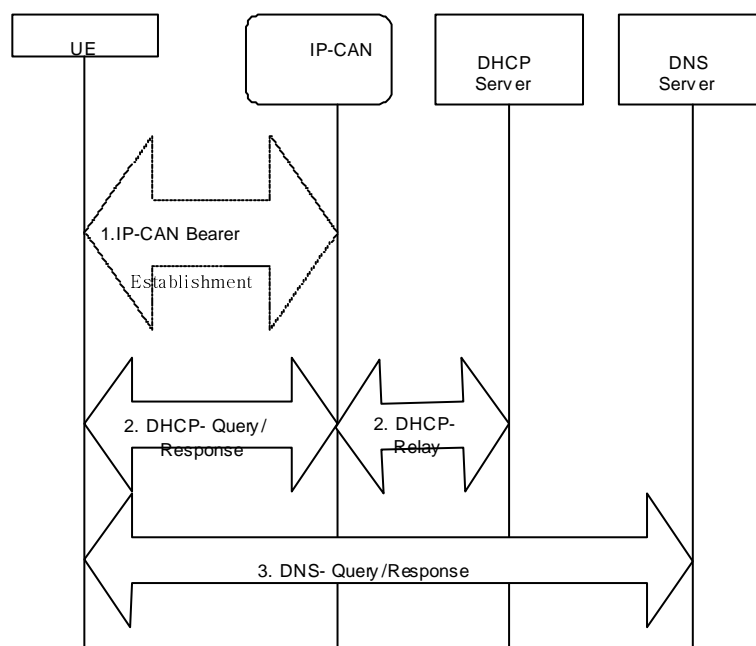 UE
IP-CAN
DHCP
Server
DNS
Server
1.IP-CAN Bearer
Establishment
2. DHCP- Query/
Response
2. DHCP-
Relay
3. DNS- Query/Response